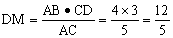 DM = AB • CD / AC = 4 × 3 / 5 = 12 / 5